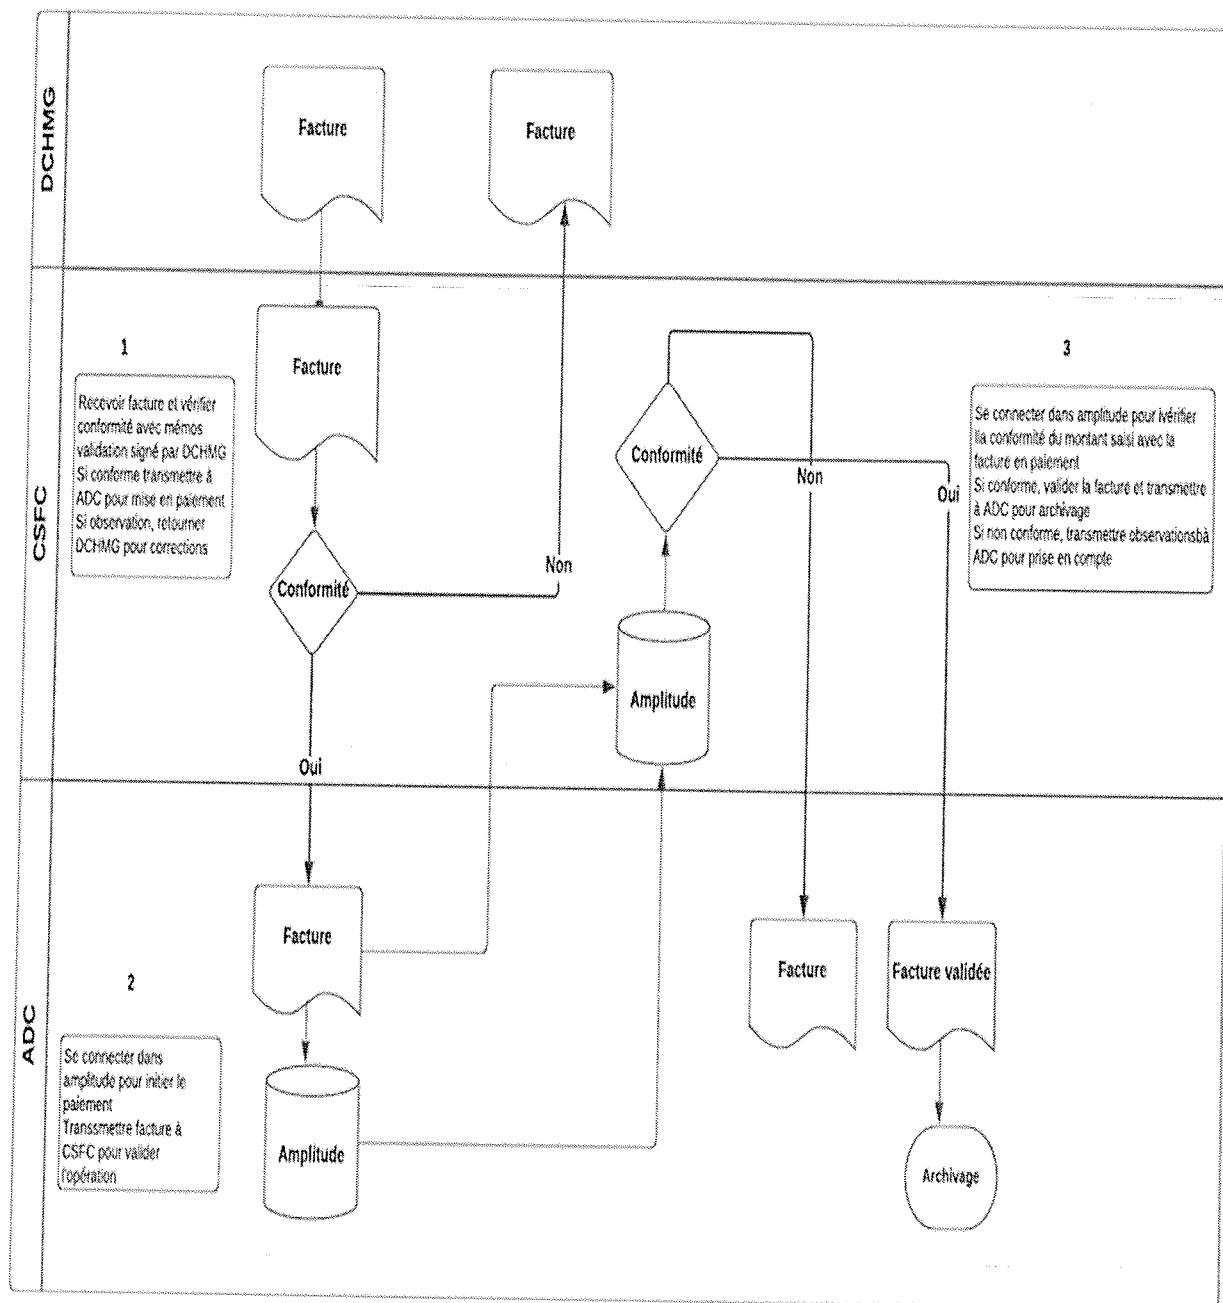 DCHMG
Facture
Facture
CSFC
1
Recevoir facture et vérifier
conformité avec mémos
validation signé par DCHMG
Si conforme transmettre à
ADC pour mise en paiement
Si observation, retourner
DCHMG pour corrections
Facture
Conformité
Non
Oui
Conformité
Amplitude
Non
Oui
3
Se connecter dans amplitude pour ivérifier
lla conformité du montant saisi avec la
facture en paiement
Si conforme, valider la facture et transmettre
à ADC pour archivage
Si non conforme, transmettre observationsbà
ADC pour prise en compte
ADC
2
Se connecter dans
amplitude pour initier le
paiement
Transsmettre facture à
CSFC pour valider
l'opération
Facture
Amplitude
Facture
Facture validée
Archivage